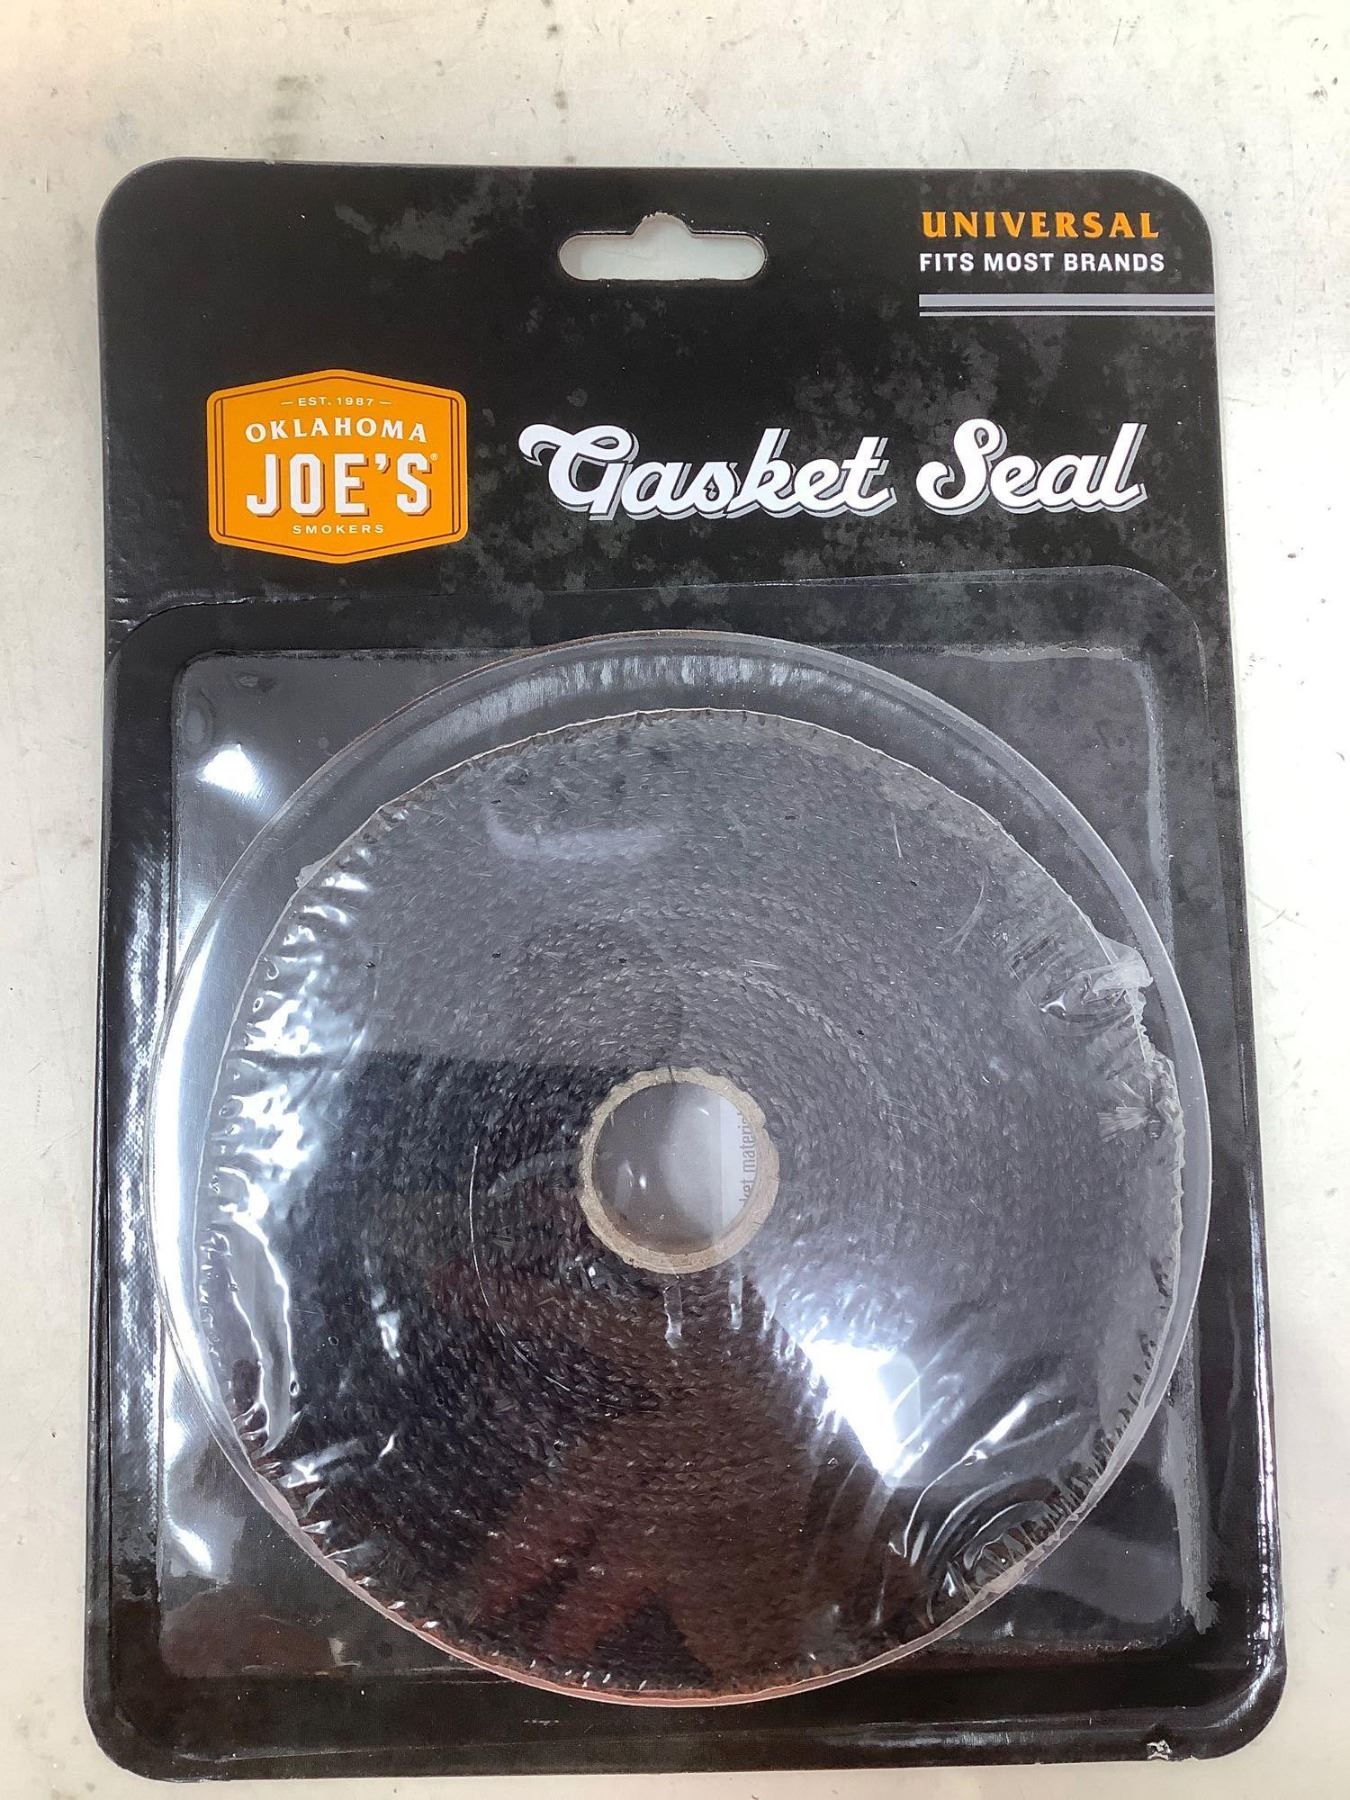 UNIVERSAL
FITS MOST BRANDS
EST. 1987
OKLAHOMA
JOE'S®
SMOKERS
Gasket Seal